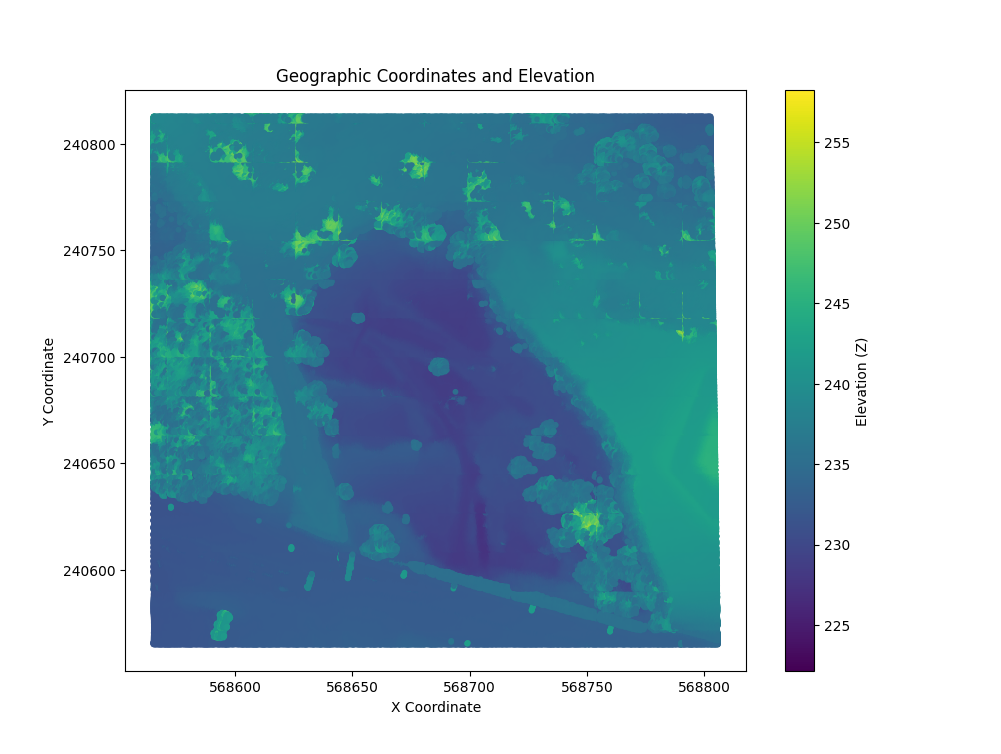 Geographic Coordinates and Elevation
240800
240750
240700
240650
240600
Y Coordinate
568600 568650 568700 568750 568800
X Coordinate
255
250
245
240
235
230
225
Elevation (Z)